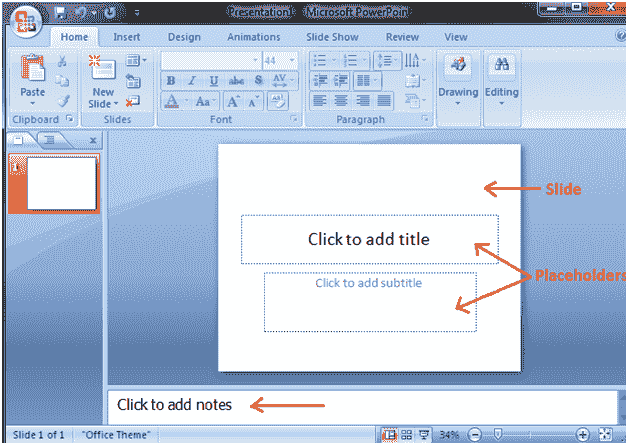 Presentation1 - Microsoft PowerPoint
Home Insert Design Animations Slide Show Review View
Paste
New Slide
44
B I U abc S AV
A Aa A A
Drawing
Editing
Clipboard Slides Font Paragraph
1
Slide
Click to add title
Placeholders
Click to add subtitle
Click to add notes
Slide 1 of 1 "Office Theme" 34%